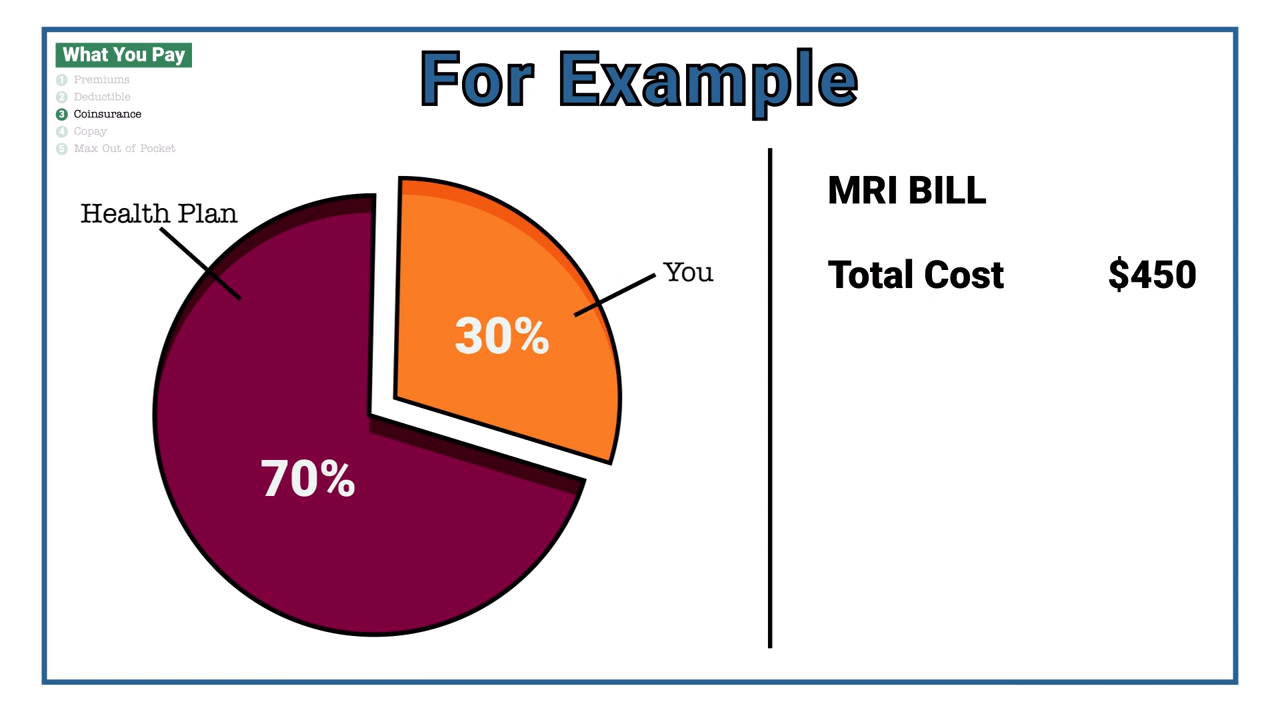 What You Pay
1 Premiums
2 Deductible
3 Coinsurance
4 Copay
5 Max Out of Pocket
For Example
Health Plan
You
30%
70%
MRI BILL
Total Cost $450